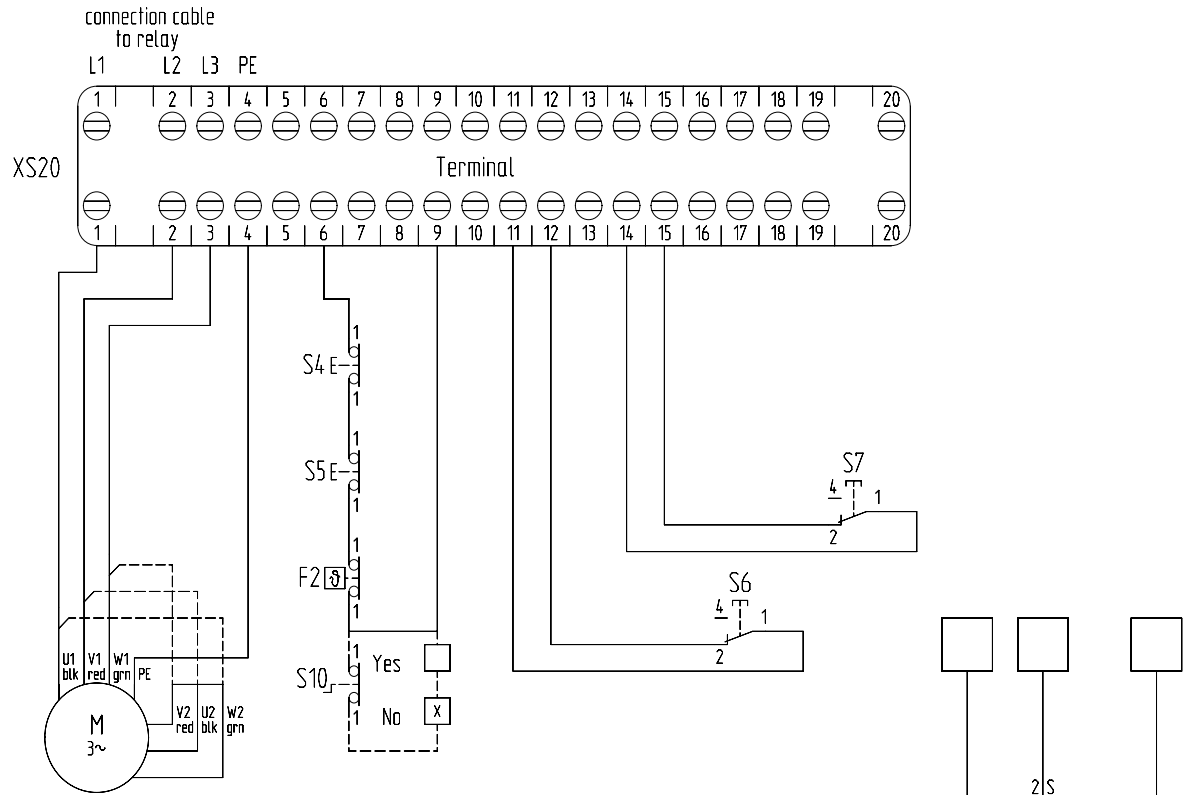 connection cable
to relay
L1 L2 L3 PE
1 2 3 4 5 6 7 8 9 10 11 12 13 14 15 16 17 18 19 20
XS20 Terminal
1 2 3 4 5 6 7 8 9 10 11 12 13 14 15 16 17 18 19 20
1
S4 E
1
1
S5 E
1
S7
4 1
2
1
F2 ϑ
1
S6
4 1
2
U1 V1 W1 PE
blk red grn
1
S10 Yes
No X
1
V2 U2 W2
red blk grn
M
3~
2 S